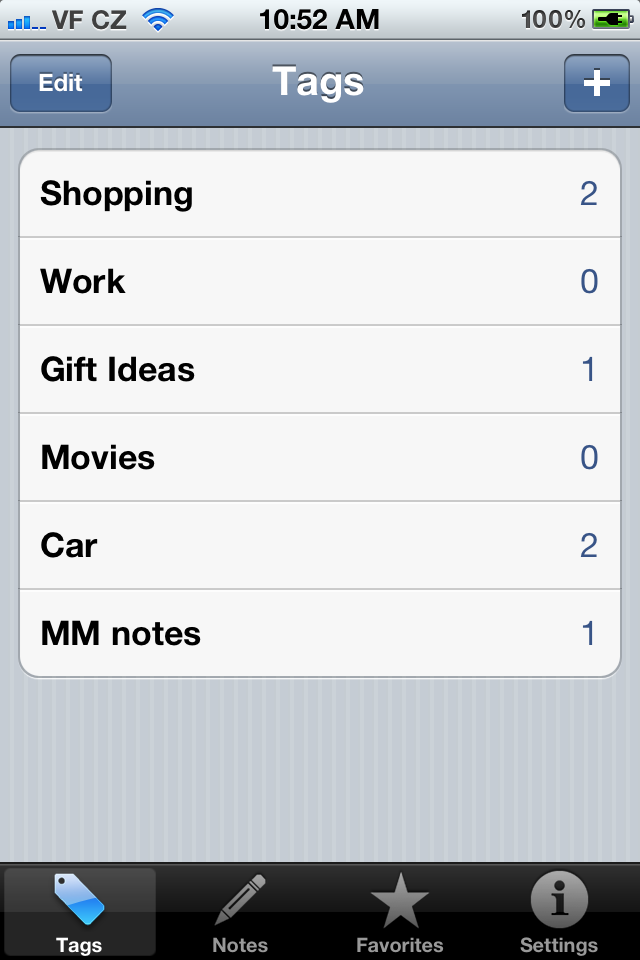 VF CZ 10:52 AM 100%
Edit Tags +
Shopping 2
Work 0
Gift Ideas 1
Movies 0
Car 2
MM notes 1
Tags Notes Favorites Settings